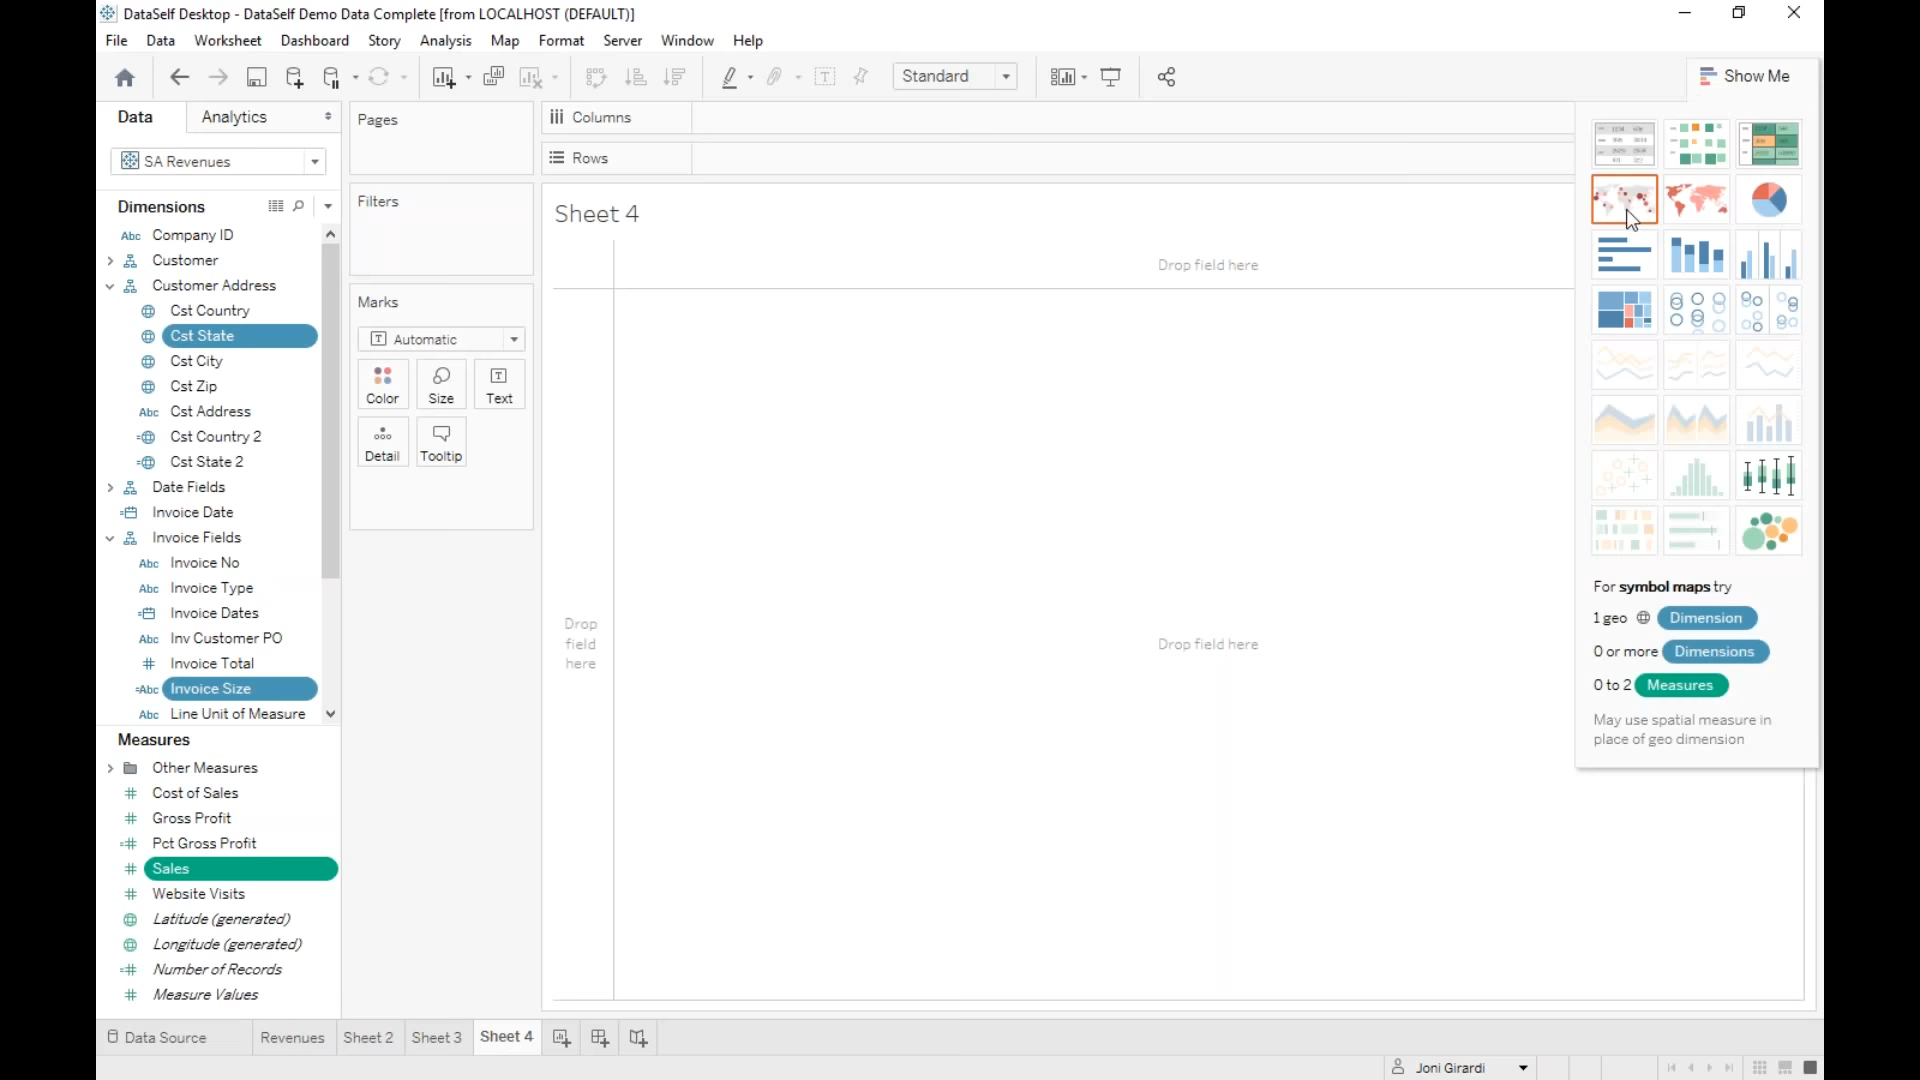 DataSelf Desktop - DataSelf Demo Data Complete [from LOCALHOST (DEFAULT)]
File Data Worksheet Dashboard Story Analysis Map Format Server Window Help
Standard
Show Me
Data
Analytics
SA Revenues
Dimensions
Abc Company ID
Customer
Customer Address
Cst Country
Cst State
Cst City
Cst Zip
Abc Cst Address
Cst Country 2
Cst State 2
Date Fields
Invoice Date
Invoice Fields
Abc Invoice No
Abc Invoice Type
Invoice Dates
Abc Inv Customer PO
# Invoice Total
=Abc Invoice Size
Abc Line Unit of Measure
Measures
Other Measures
# Cost of Sales
# Gross Profit
=# Pct Gross Profit
# Sales
# Website Visits
Latitude (generated)
Longitude (generated)
=# Number of Records
# Measure Values
Pages
Filters
Marks
Automatic
Color Size Text
Detail Tooltip
Columns
Rows
Sheet 4
Drop field here
Drop
field
here
Drop field here
For symbol maps try
1 geo Dimension
0 or more Dimensions
0 to 2 Measures
May use spatial measure in
place of geo dimension
Data Source Revenues Sheet 2 Sheet 3 Sheet 4
Joni Girardi